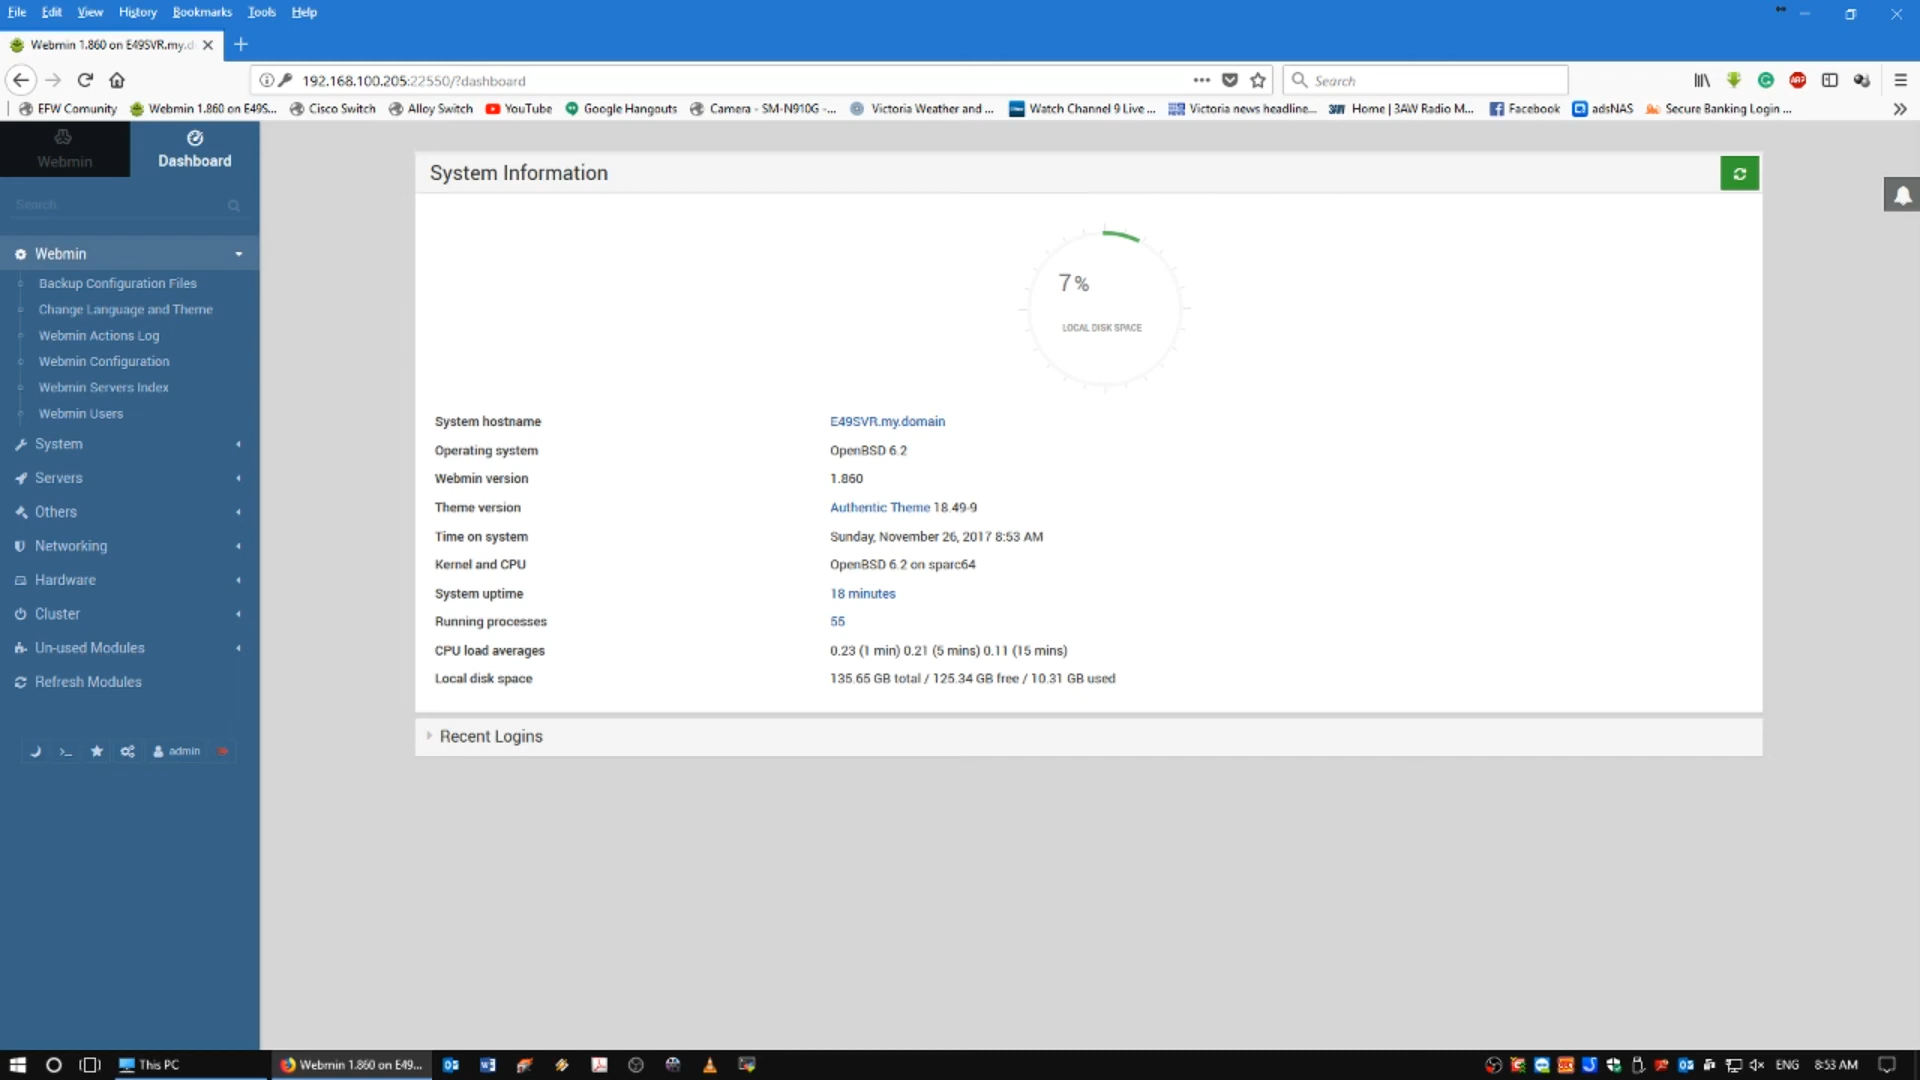 File Edit View History Bookmarks Tools Help
Webmin 1.860 on E49SVR.my.d
192.168.100.205:22550/?dashboard
Search
EFW Comunity Webmin 1.860 on E49S... Cisco Switch Alloy Switch YouTube Google Hangouts Camera - SM-N910G -... Victoria Weather and ... Watch Channel 9 Live ... Victoria news headline... Home | 3AW Radio M... Facebook adsNAS Secure Banking Login ...
Webmin
Dashboard
Search
Webmin
Backup Configuration Files
Change Language and Theme
Webmin Actions Log
Webmin Configuration
Webmin Servers Index
Webmin Users
System
Servers
Others
Networking
Hardware
Cluster
Un-used Modules
Refresh Modules
admin
System Information
7%
LOCAL DISK SPACE
System hostname E49SVR.my.domain
Operating system OpenBSD 6.2
Webmin version 1.860
Theme version Authentic Theme 18.49-9
Time on system Sunday, November 26, 2017 8:53 AM
Kernel and CPU OpenBSD 6.2 on sparc64
System uptime 18 minutes
Running processes 55
CPU load averages 0.23 (1 min) 0.21 (5 mins) 0.11 (15 mins)
Local disk space 135.65 GB total / 125.34 GB free / 10.31 GB used
Recent Logins
This PC Webmin 1.860 on E49... ENG 8:53 AM